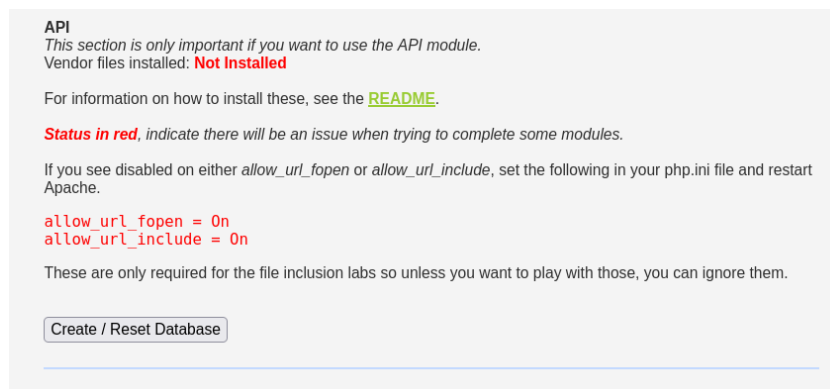 API
This section is only important if you want to use the API module.
Vendor files installed: Not Installed
For information on how to install these, see the README.
Status in red, indicate there will be an issue when trying to complete some modules.
If you see disabled on either allow_url_fopen or allow_url_include, set the following in your php.ini file and restart
Apache.
allow_url_fopen = On
allow_url_include = On
These are only required for the file inclusion labs so unless you want to play with those, you can ignore them.
Create / Reset Database